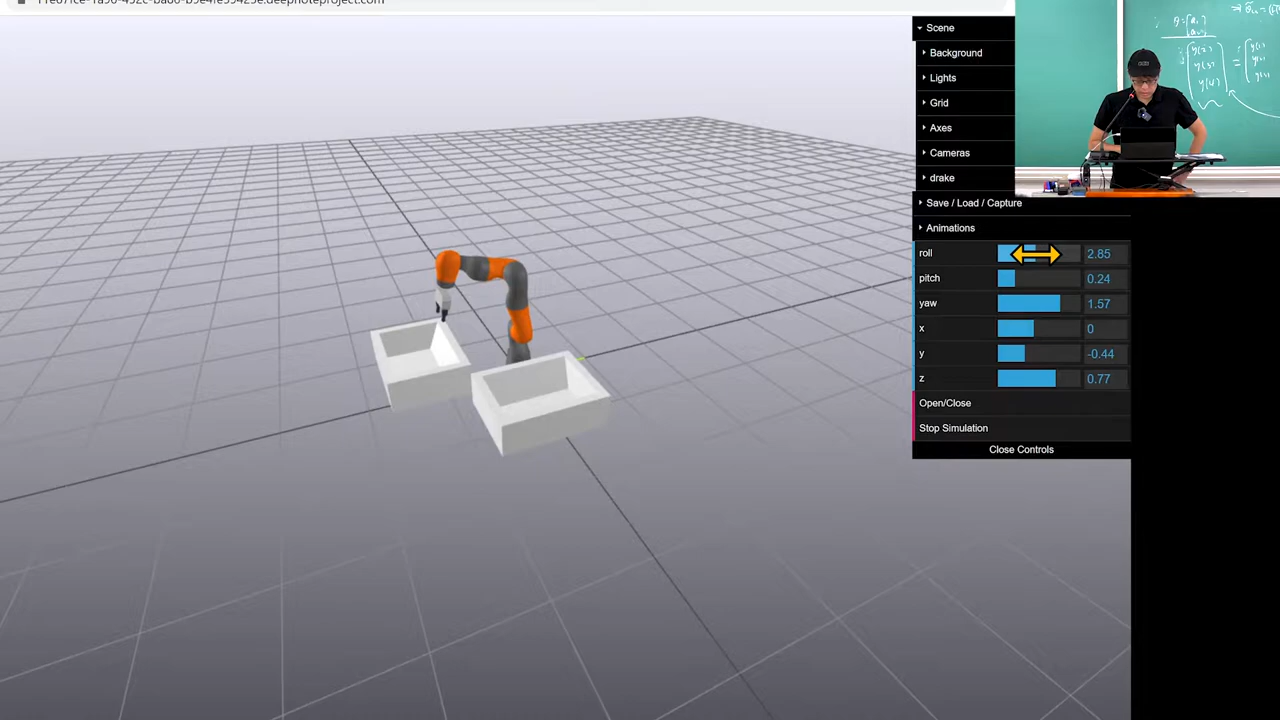 Scene
Background
Lights
Grid
Axes
Cameras
drake
Save / Load / Capture
Animations
roll 2.85
pitch 0.24
yaw 1.57
x 0
y -0.44
z 0.77
Open/Close
Stop Simulation
Close Controls